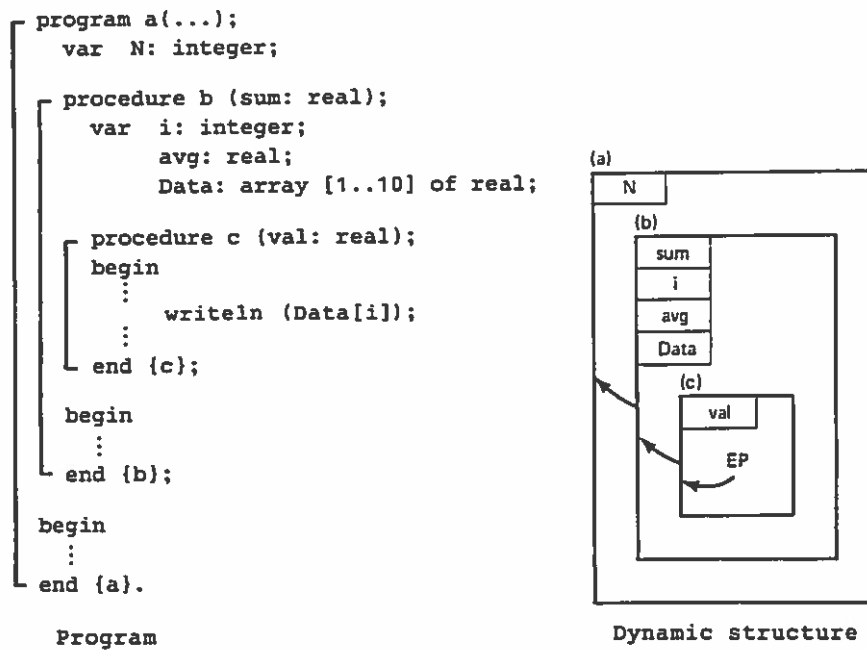 program a(...);
var N: integer;
procedure b (sum: real);
var i: integer;
avg: real;
Data: array [1..10] of real;
procedure c (val: real);
begin
⋮
writeln (Data[i]);
⋮
end {c};
begin
⋮
end {b};
begin
⋮
end {a}.
Program
(a)
N
(b)
sum
i
avg
Data
(c)
val
EP
Dynamic structure